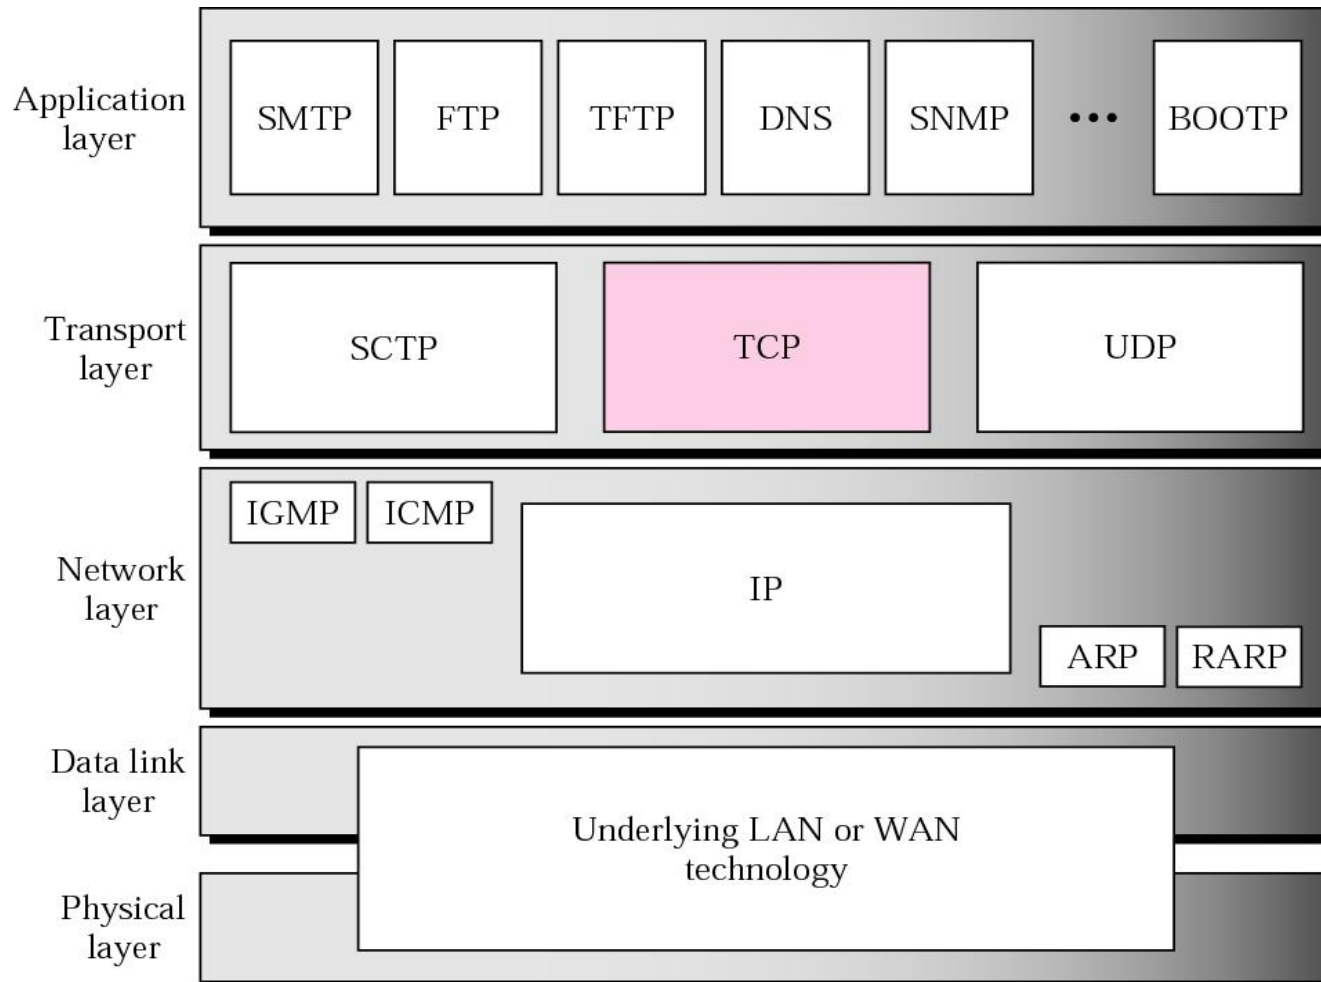 Application
layer
SMTP
FTP
TFTP
DNS
SNMP
...
BOOTP
Transport
layer
SCTP
TCP
UDP
Network
layer
IGMP
ICMP
IP
ARP
RARP
Data link
layer
Underlying LAN or WAN
technology
Physical
layer